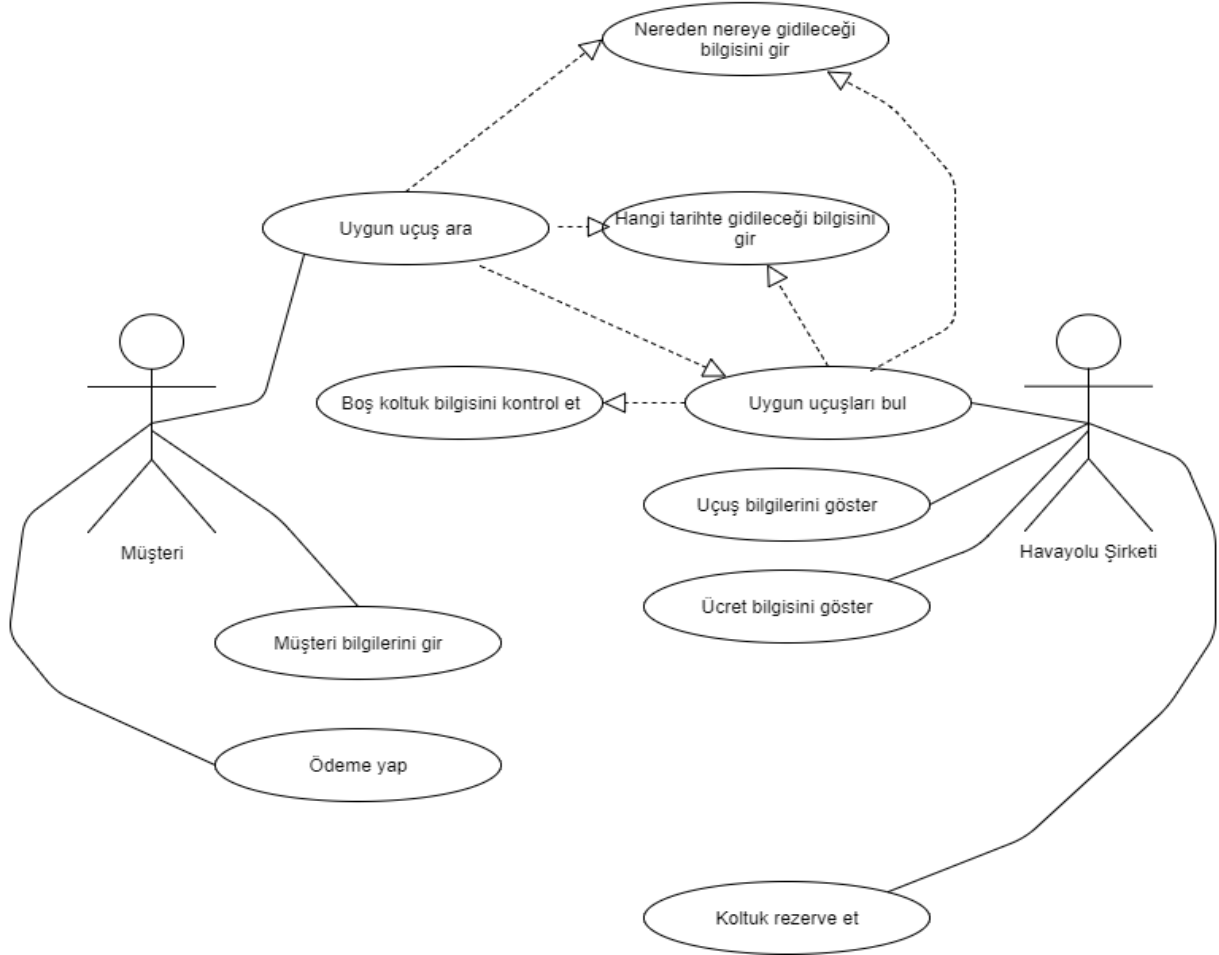 Nereden nereye gidileceği
bilgisini gir
Uygun uçuş ara
Hangi tarihte gidileceği bilgisini
gir
Boş koltuk bilgisini kontrol et
Uygun uçuşları bul
Uçuş bilgilerini göster
Müşteri
Havayolu Şirketi
Ücret bilgisini göster
Müşteri bilgilerini gir
Ödeme yap
Koltuk rezerve et